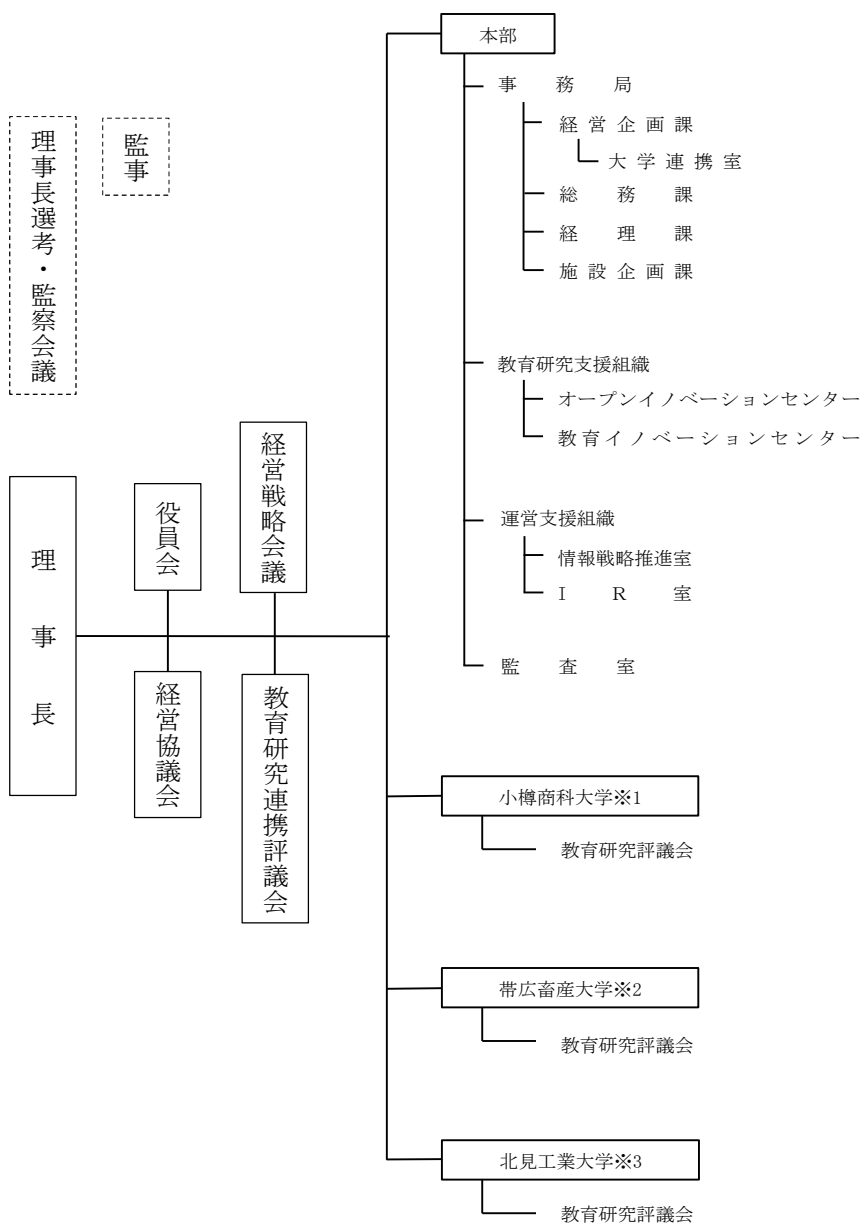 理事長選考・監察会議
監事
理事長
役員会
経営協議会
経営戦略会議
教育研究連携評議会
本部
事務局
経営企画課
大学連携室
総務課
経理課
施設企画課
教育研究支援組織
オープンイノベーションセンター
教育イノベーションセンター
運営支援組織
情報戦略推進室
ＩＲ室
監査室
小樽商科大学※1
教育研究評議会
帯広畜産大学※2
教育研究評議会
北見工業大学※3
教育研究評議会